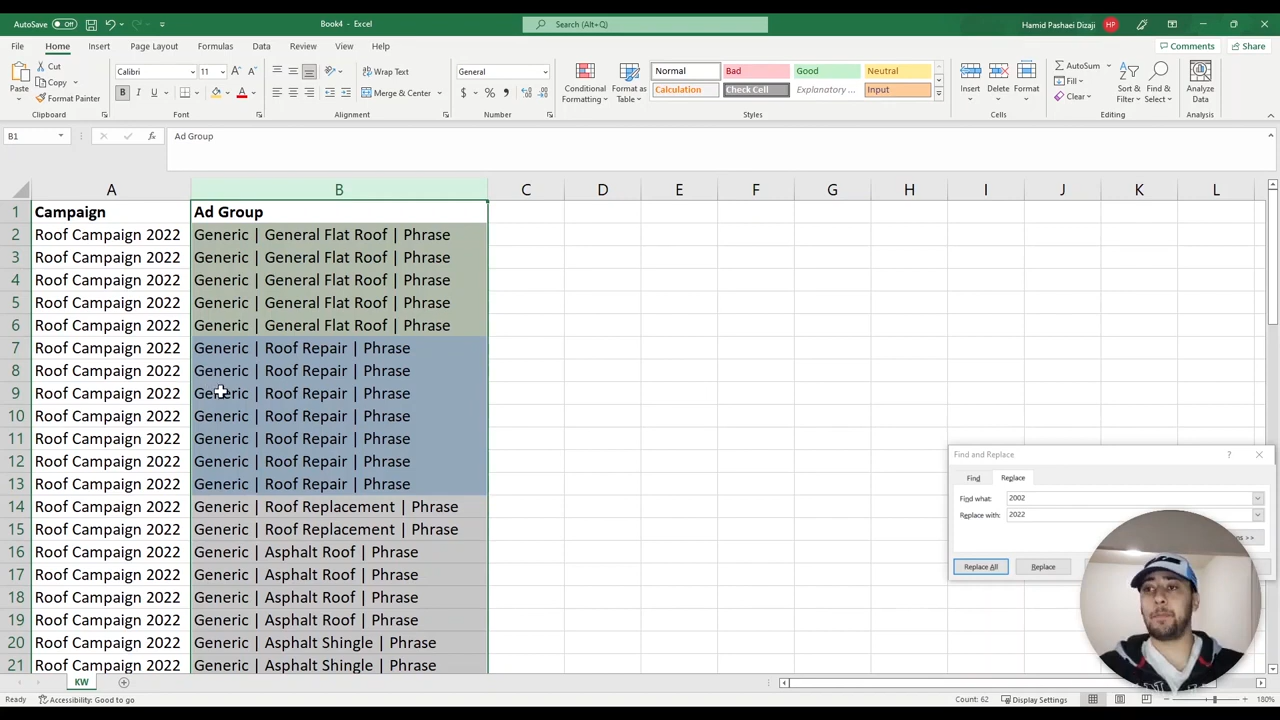 AutoSave Off Book4 - Excel Search (Alt+Q) Hamid Pashaei Dizaji HP
File Home Insert Page Layout Formulas Data Review View Help Comments Share
Paste Cut Copy Format Painter Clipboard
Calibri 11 B I U A Font
Wrap Text Merge & Center Alignment
General $ % Number
Conditional Formatting Format as Table
Normal Bad Good Neutral
Calculation Check Cell Explanatory ... Input
Styles
Insert Delete Format Cells
AutoSum Fill Clear Sort & Filter Find & Select Editing
Analyze Data Analysis
B1 fx Ad Group
A B C D E F G H I J K L
1 Campaign Ad Group
2 Roof Campaign 2022 Generic | General Flat Roof | Phrase
3 Roof Campaign 2022 Generic | General Flat Roof | Phrase
4 Roof Campaign 2022 Generic | General Flat Roof | Phrase
5 Roof Campaign 2022 Generic | General Flat Roof | Phrase
6 Roof Campaign 2022 Generic | General Flat Roof | Phrase
7 Roof Campaign 2022 Generic | Roof Repair | Phrase
8 Roof Campaign 2022 Generic | Roof Repair | Phrase
9 Roof Campaign 2022 Generic | Roof Repair | Phrase
10 Roof Campaign 2022 Generic | Roof Repair | Phrase
11 Roof Campaign 2022 Generic | Roof Repair | Phrase
12 Roof Campaign 2022 Generic | Roof Repair | Phrase
13 Roof Campaign 2022 Generic | Roof Repair | Phrase
14 Roof Campaign 2022 Generic | Roof Replacement | Phrase
15 Roof Campaign 2022 Generic | Roof Replacement | Phrase
16 Roof Campaign 2022 Generic | Asphalt Roof | Phrase
17 Roof Campaign 2022 Generic | Asphalt Roof | Phrase
18 Roof Campaign 2022 Generic | Asphalt Roof | Phrase
19 Roof Campaign 2022 Generic | Asphalt Roof | Phrase
20 Roof Campaign 2022 Generic | Asphalt Shingle | Phrase
21 Roof Campaign 2022 Generic | Asphalt Shingle | Phrase
Find and Replace ?
Find Replace
Find what: 2002
Replace with: 2022
Replace All Replace
KW
Ready Accessibility: Good to go Count: 62 Display Settings 180%